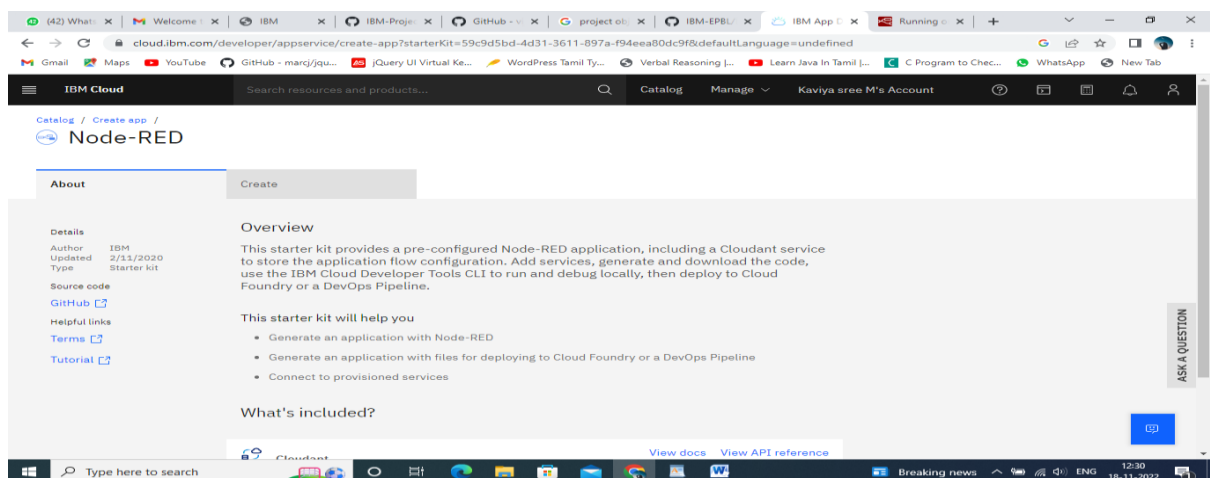 (42) Whats
Welcome t
IBM
IBM-Projec
GitHub - v
project obj
IBM-EPBL/
IBM App D
Running o
cloud.ibm.com/developer/appservice/create-app?starterKit=59c9d5bd-4d31-3611-897a-f94eea80dc9f&defaultLanguage=undefined
Gmail Maps YouTube GitHub - marcj/jqu... jQuery UI Virtual Ke... WordPress Tamil Ty... Verbal Reasoning |... Learn Java In Tamil |... C Program to Chec... WhatsApp New Tab
IBM Cloud Search resources and products... Catalog Manage Kaviya sree M's Account
Catalog / Create app /
Node-RED
About Create
Details
Author IBM
Updated 2/11/2020
Type Starter kit
Source code
GitHub
Helpful links
Terms
Tutorial
Overview
This starter kit provides a pre-configured Node-RED application, including a Cloudant service
to store the application flow configuration. Add services, generate and download the code,
use the IBM Cloud Developer Tools CLI to run and debug locally, then deploy to Cloud
Foundry or a DevOps Pipeline.
This starter kit will help you
• Generate an application with Node-RED
• Generate an application with files for deploying to Cloud Foundry or a DevOps Pipeline
• Connect to provisioned services
What's included?
Cloudant View docs View API reference
ASK A QUESTION
Type here to search Breaking news ENG 12:30
18-11-2022